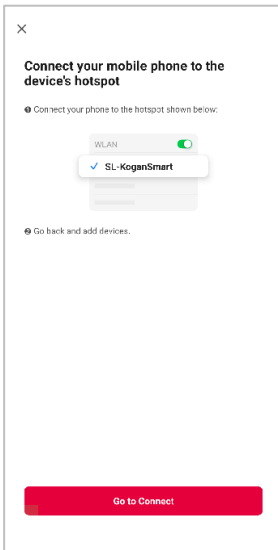 Connect your mobile phone to the
device's hotspot
❶ Connect your phone to the hotspot shown below:
WLAN
SL-KoganSmart
❷ Go back and add devices.
Go to Connect